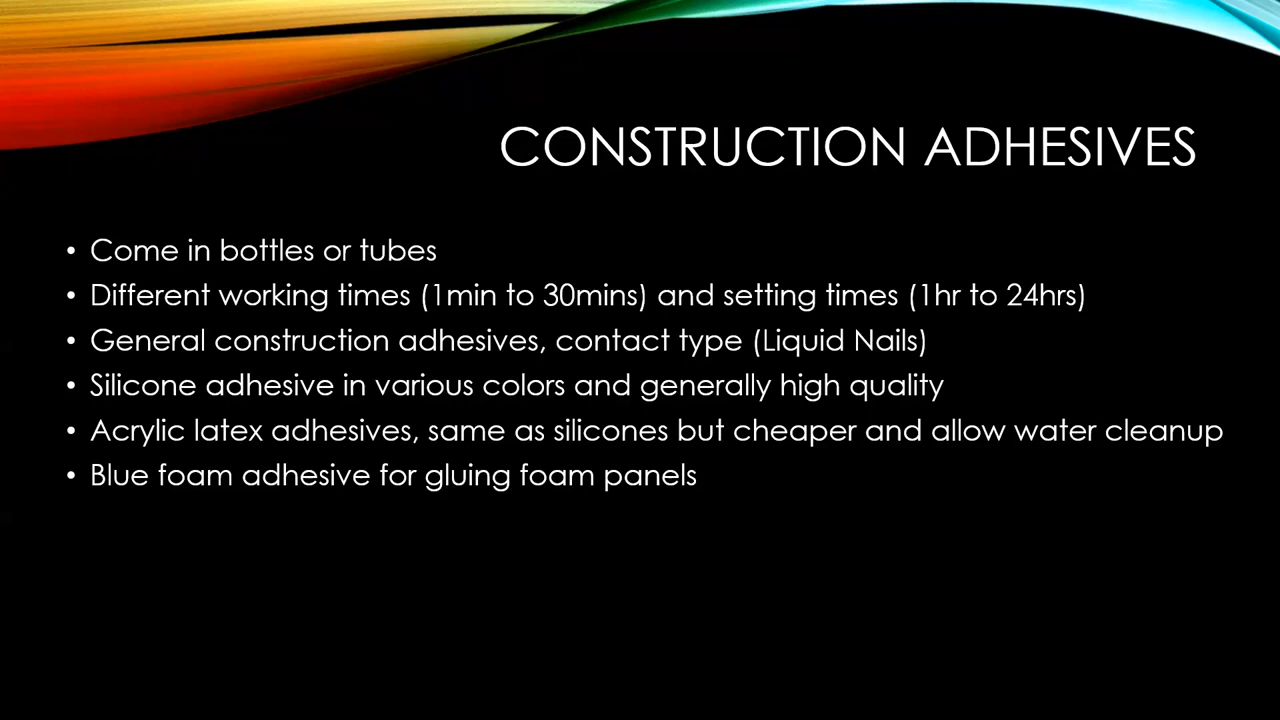 CONSTRUCTION ADHESIVES
• Come in bottles or tubes
• Different working times (1min to 30mins) and setting times (1hr to 24hrs)
• General construction adhesives, contact type (Liquid Nails)
• Silicone adhesive in various colors and generally high quality
• Acrylic latex adhesives, same as silicones but cheaper and allow water cleanup
• Blue foam adhesive for gluing foam panels